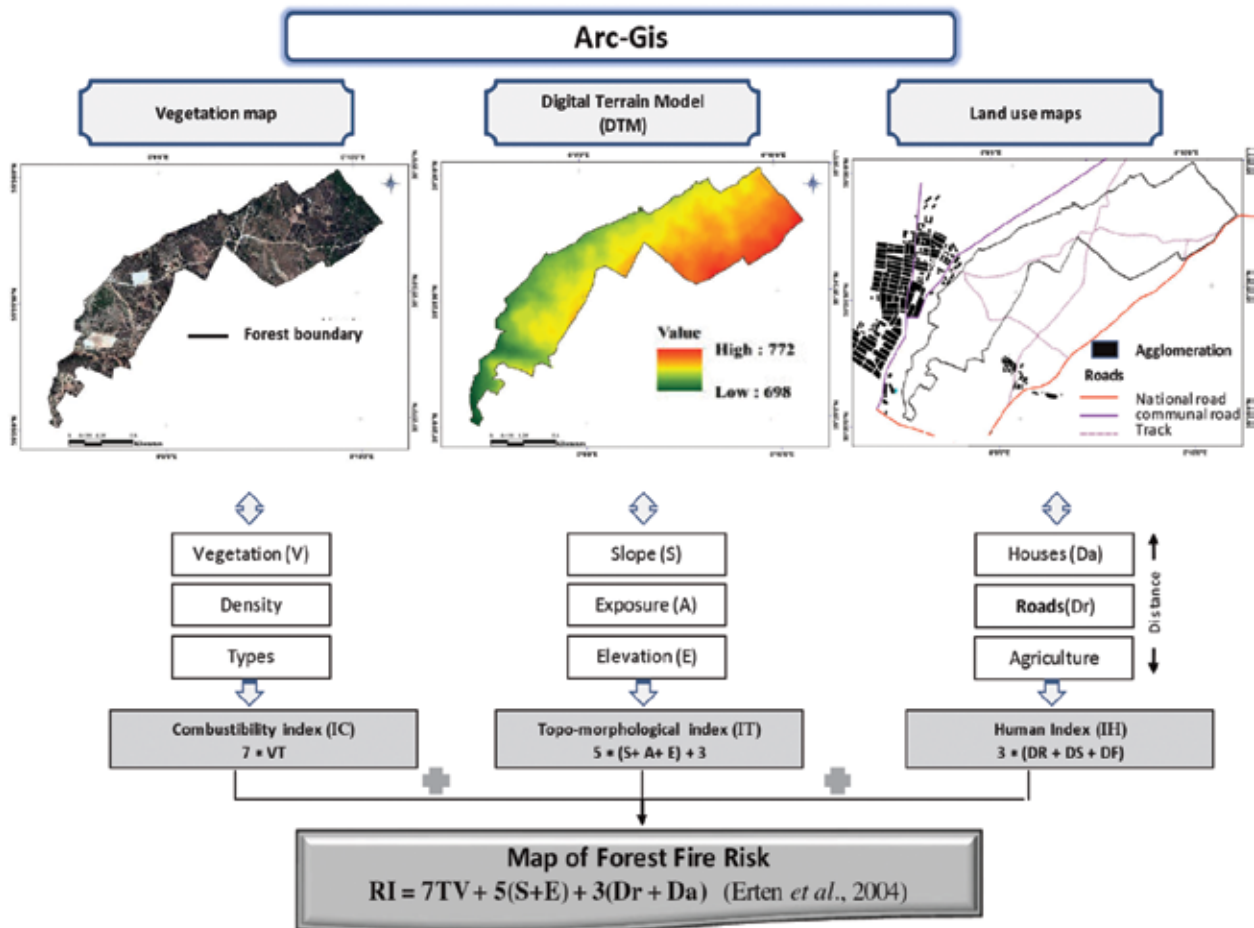 Arc-Gis
Vegetation map
Digital Terrain Model
(DTM)
Land use maps
Forest boundary
Value
High : 772
Low : 698
Agglomeration
Roads
National road
communal road
Track
Vegetation (V)
Density
Types
Slope (S)
Exposure (A)
Elevation (E)
Houses (Da)
Roads(Dr)
Agriculture
Distance
Combustibility index (IC)
7 * VT
Topo-morphological index (IT)
5 * (S+ A+ E) + 3
Human Index (IH)
3 * (DR + DS + DF)
Map of Forest Fire Risk
RI = 7TV + 5(S+E) + 3(Dr + Da) (Erten et al., 2004)